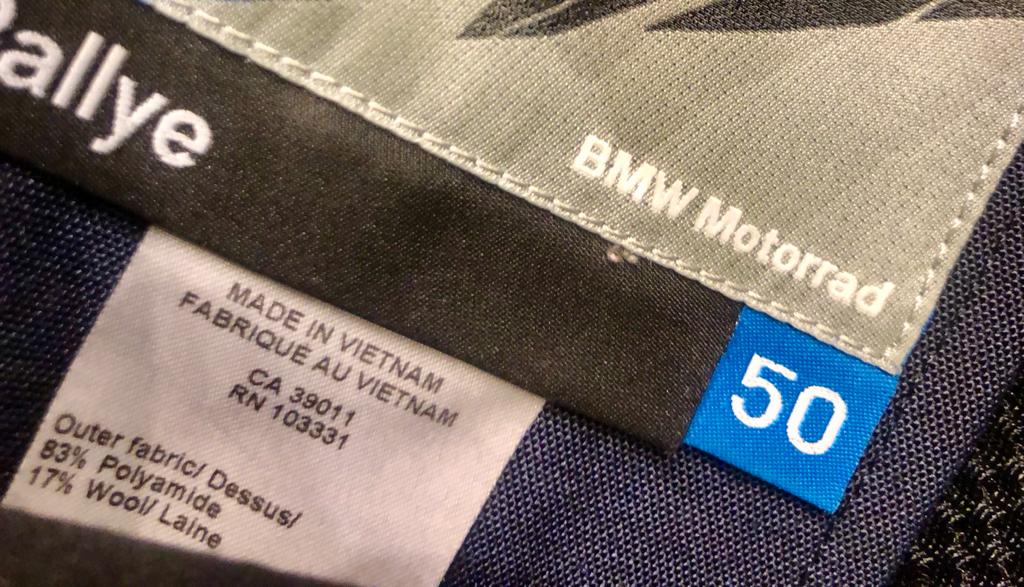 BMW Motorrad
50
MADE IN VIETNAM
FABRIQUE AU VIETNAM
CA 39011
RN 103331
Outer fabric/ Dessus/
83% Polyamide
17% Wool/ Laine